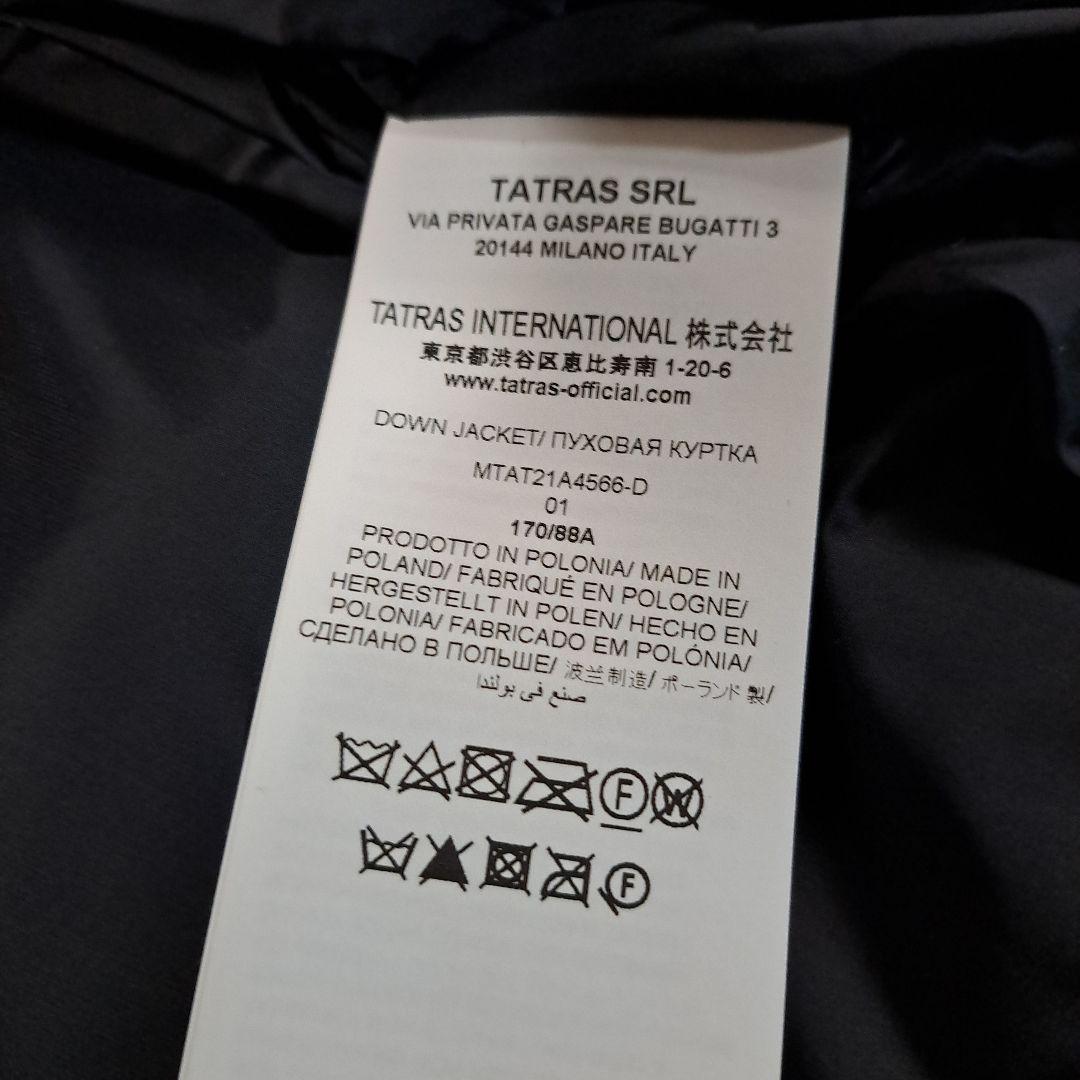 TATRAS SRL
VIA PRIVATA GASPARE BUGATTI 3
20144 MILANO ITALY
TATRAS INTERNATIONAL 株式会社
東京都渋谷区恵比寿南 1-20-6
www.tatras-official.com
DOWN JACKET/ ПУХОВАЯ КУРТКА
MTAT21A4566-D
01
170/88A
PRODOTTO IN POLONIA/ MADE IN
POLAND/ FABRIQUÉ EN POLOGNE/
HERGESTELLT IN POLEN/ HECHO EN
POLONIA/ FABRICADO EM POLÓNIA/
СДЕЛАНО В ПОЛЬШЕ/ 波兰制造/ ポーランド製/
صنع في بولندا
F W
F